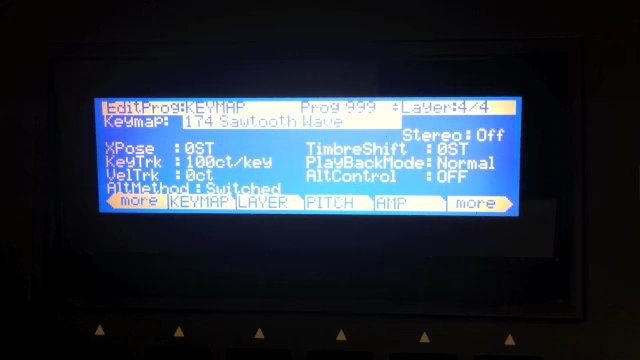 EditProg:KEYMAP Prog 999 ÷Layer:4/4
Keymap: 174 Sawtooth Wave
Stereo:Off
XPose :0ST TimbreShift :0ST
KeyTrk :100ct/key PlayBackMode:Normal
VelTrk :0ct AltControl :OFF
AltMethod:Switched
more KEYMAP LAYER PITCH AMP more